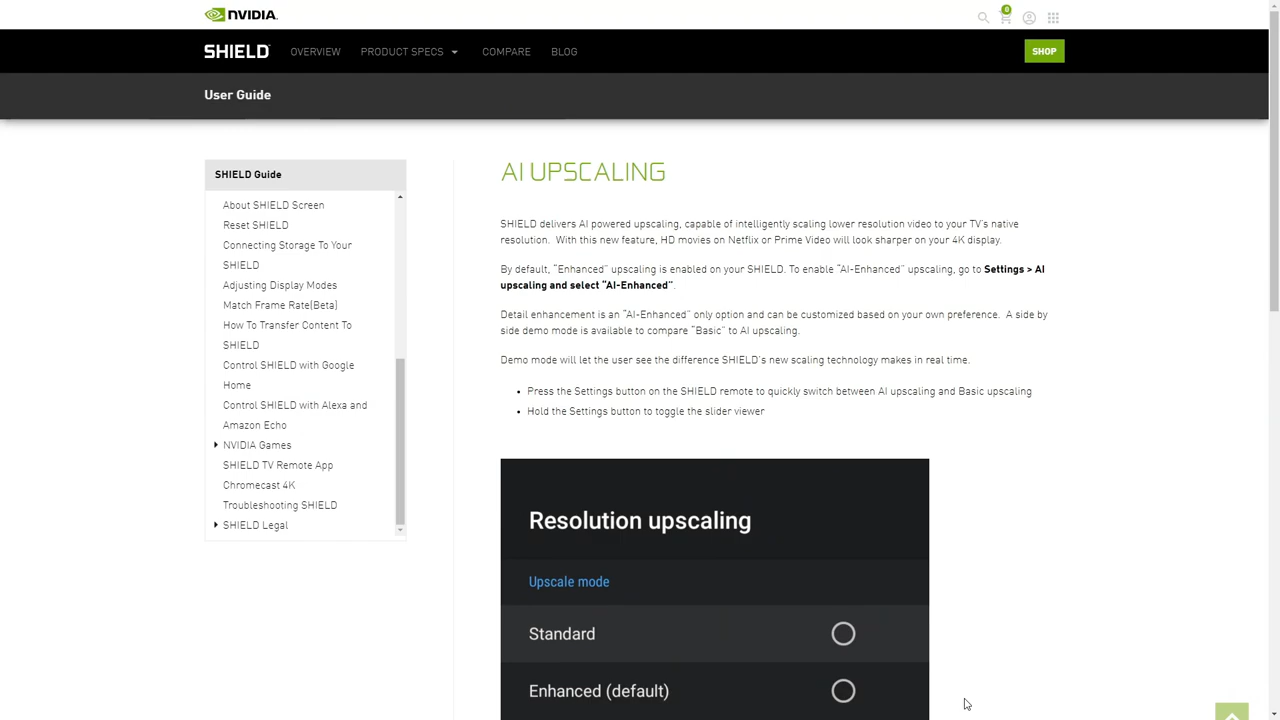 NVIDIA.
0
SHIELD
OVERVIEW
PRODUCT SPECS
COMPARE
BLOG
SHOP
User Guide
SHIELD Guide
About SHIELD Screen
Reset SHIELD
Connecting Storage To Your
SHIELD
Adjusting Display Modes
Match Frame Rate(Beta)
How To Transfer Content To
SHIELD
Control SHIELD with Google
Home
Control SHIELD with Alexa and
Amazon Echo
NVIDIA Games
SHIELD TV Remote App
Chromecast 4K
Troubleshooting SHIELD
SHIELD Legal
AI UPSCALING
SHIELD delivers AI powered upscaling, capable of intelligently scaling lower resolution video to your TV's native
resolution.  With this new feature, HD movies on Netflix or Prime Video will look sharper on your 4K display.
By default, "Enhanced" upscaling is enabled on your SHIELD. To enable "AI-Enhanced" upscaling, go to Settings > AI
upscaling and select "AI-Enhanced".
Detail enhancement is an "AI-Enhanced" only option and can be customized based on your own preference.  A side by
side demo mode is available to compare "Basic" to AI upscaling.
Demo mode will let the user see the difference SHIELD's new scaling technology makes in real time.
• Press the Settings button on the SHIELD remote to quickly switch between AI upscaling and Basic upscaling
• Hold the Settings button to toggle the slider viewer
Resolution upscaling
Upscale mode
Standard
Enhanced (default)